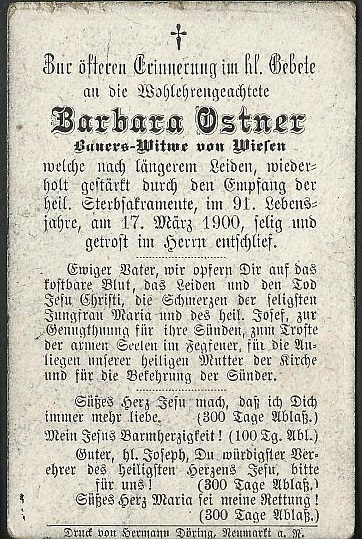 †
Zur öfteren Erinnerung im hl. Gebete
an die Wohlehrengeachtete
Barbara Ostner
Bauers-Witwe von Wiesen
welche nach längerem Leiden, wieder-
holt gestärkt durch den Empfang der
heil. Sterbsakramente, im 91. Lebens-
jahre, am 17. März 1900, selig und
getrost im Herrn entschlief.
Ewiger Vater, wir opfern Dir auf das
kostbare Blut, das Leiden und den Tod
Jesu Christi, die Schmerzen der seligsten
Jungfrau Maria und des heil. Josef, zur
Genugthnung für ihre Sünden, zum Troste
der armen Seelen im Fegfener, für die An-
liegen unserer heiligen Mutter der Kirche
und für die Bekehrung der Sünder.
Süßes Herz Jesu mach, daß ich Dich
immer mehr liebe. (300 Tage Ablaß.)
Mein Jesus Barmherzigkeit! (100 Tg. Abl.)
Guter, hl. Joseph, Du würdigster Ver-
ehrer des heiligsten Herzens Jesu, bitte
für uns! (300 Tage Ablaß.)
Süßes Herz Maria sei meine Rettung!
(300 Tage Ablaß.)
Druck von Hermann Döring, Neumarkt a. R.